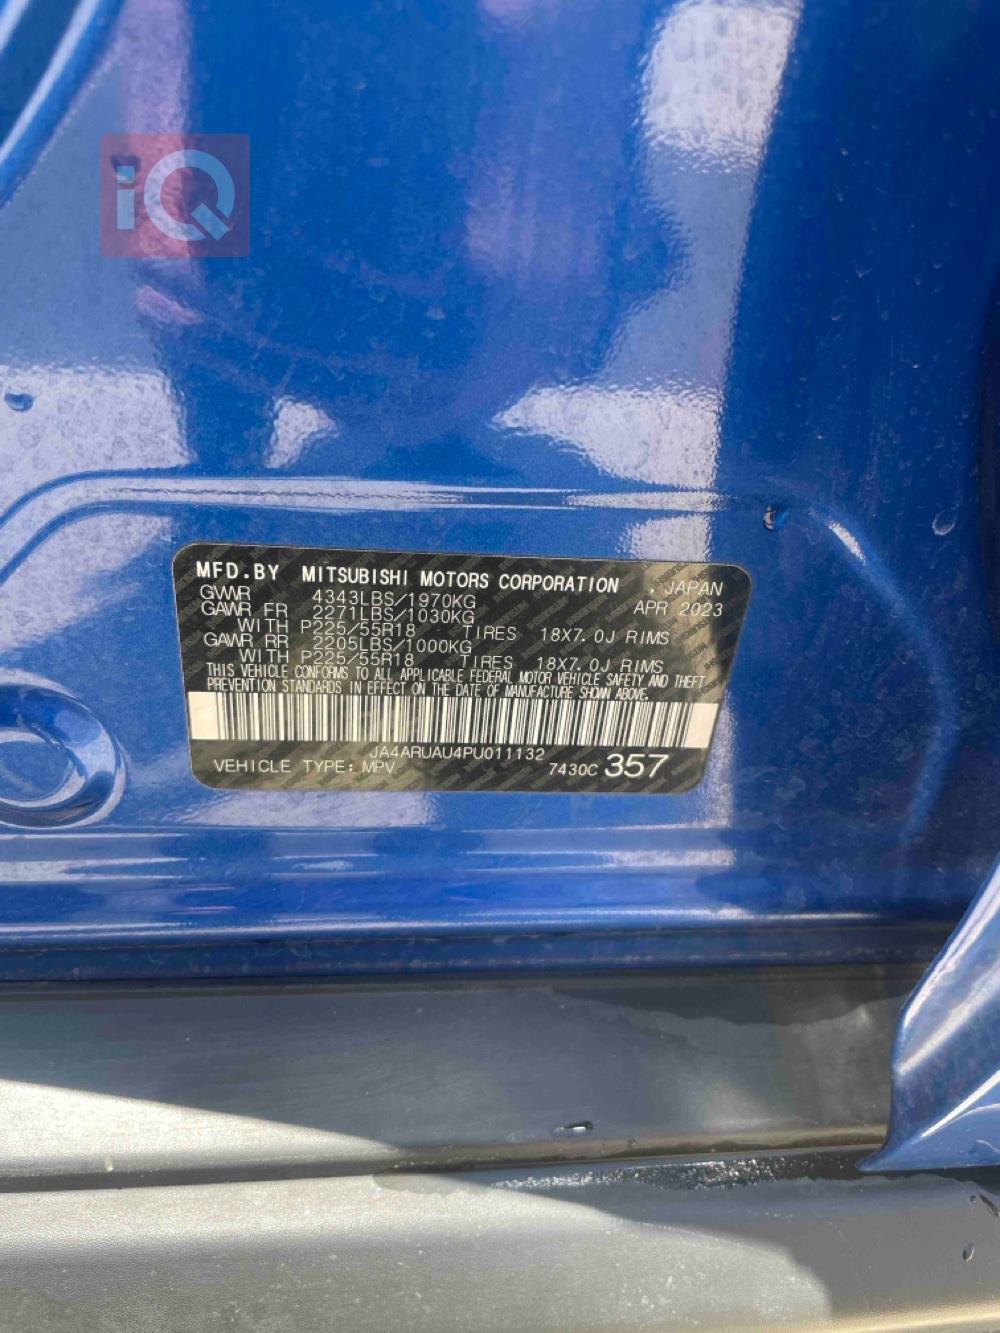 iQ
MFD.BY MITSUBISHI MOTORS CORPORATION . JAPAN
GVWR 4343LBS/1970KG APR 2023
GAWR FR 2271LBS/1030KG
WITH P225/55R18 TIRES 18X7.0J RIMS
GAWR RR 2205LBS/1000KG
WITH P225/55R18 TIRES 18X7.0J RIMS
THIS VEHICLE CONFORMS TO ALL APPLICABLE FEDERAL MOTOR VEHICLE SAFETY AND THEFT
PREVENTION STANDARDS IN EFFECT ON THE DATE OF MANUFACTURE SHOWN ABOVE.
JA4ARUAU4PU011132
VEHICLE TYPE: MPV 7430C 357